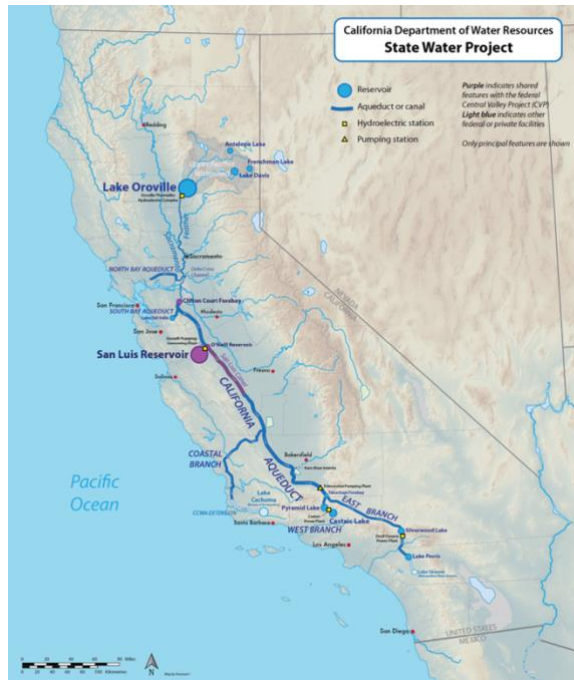 California Department of Water Resources
State Water Project
Reservoir
Aqueduct or canal
Hydroelectric station
Pumping station
Purple indicates shared
features with the federal
Central Valley Project (CVP)
Light blue indicates other
federal or private facilities
Only principal features are shown
Redding
Antelope Lake
Frenchman Lake
Lake Davis
Lake Oroville
Sacramento
NORTH BAY AQUEDUCT
Clifton Court Forebay
San Francisco
SOUTH BAY AQUEDUCT
Modesto
San Jose
O'Neill Reservoir
San Luis Reservoir
Fresno
Salinas
NEVADA
CALIFORNIA
CALIFORNIA
AQUEDUCT
COASTAL
BRANCH
Bakersfield
Pacific
Ocean
Lake
Cachuma
Pyramid Lake
Castaic Lake
EAST BRANCH
WEST BRANCH
Silverwood Lake
Santa Barbara
Los Angeles
Lake Perris
San Diego
UNITED STATES
MEXICO
N